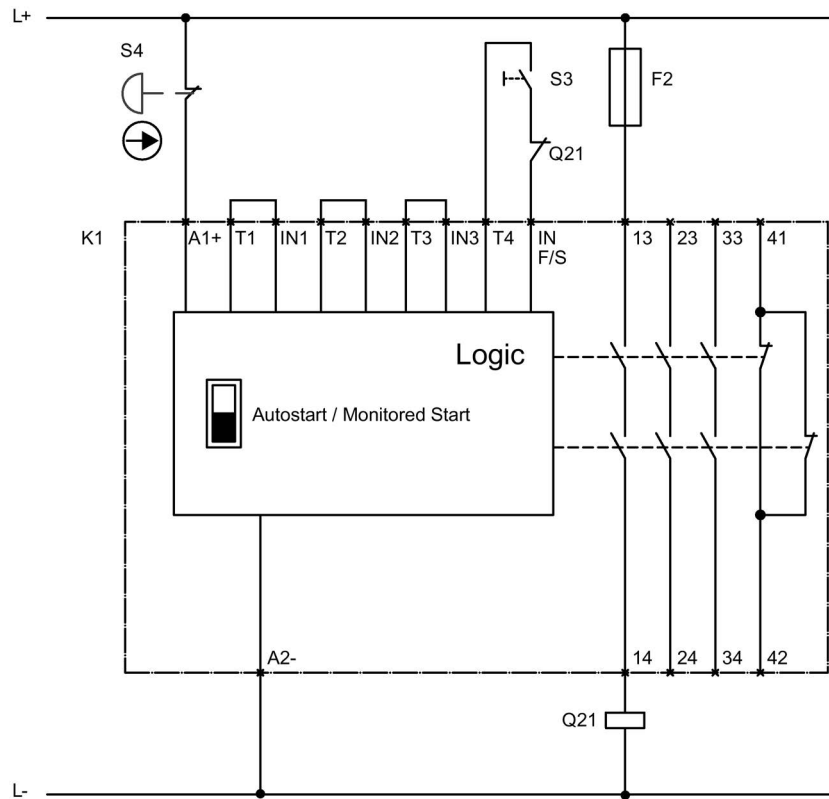 L+
S4
S3
F2
Q21
K1
A1+ T1 IN1 T2 IN2 T3 IN3 T4 IN 13 23 33 41
F/S
Logic
Autostart / Monitored Start
A2- 14 24 34 42
Q21
L-